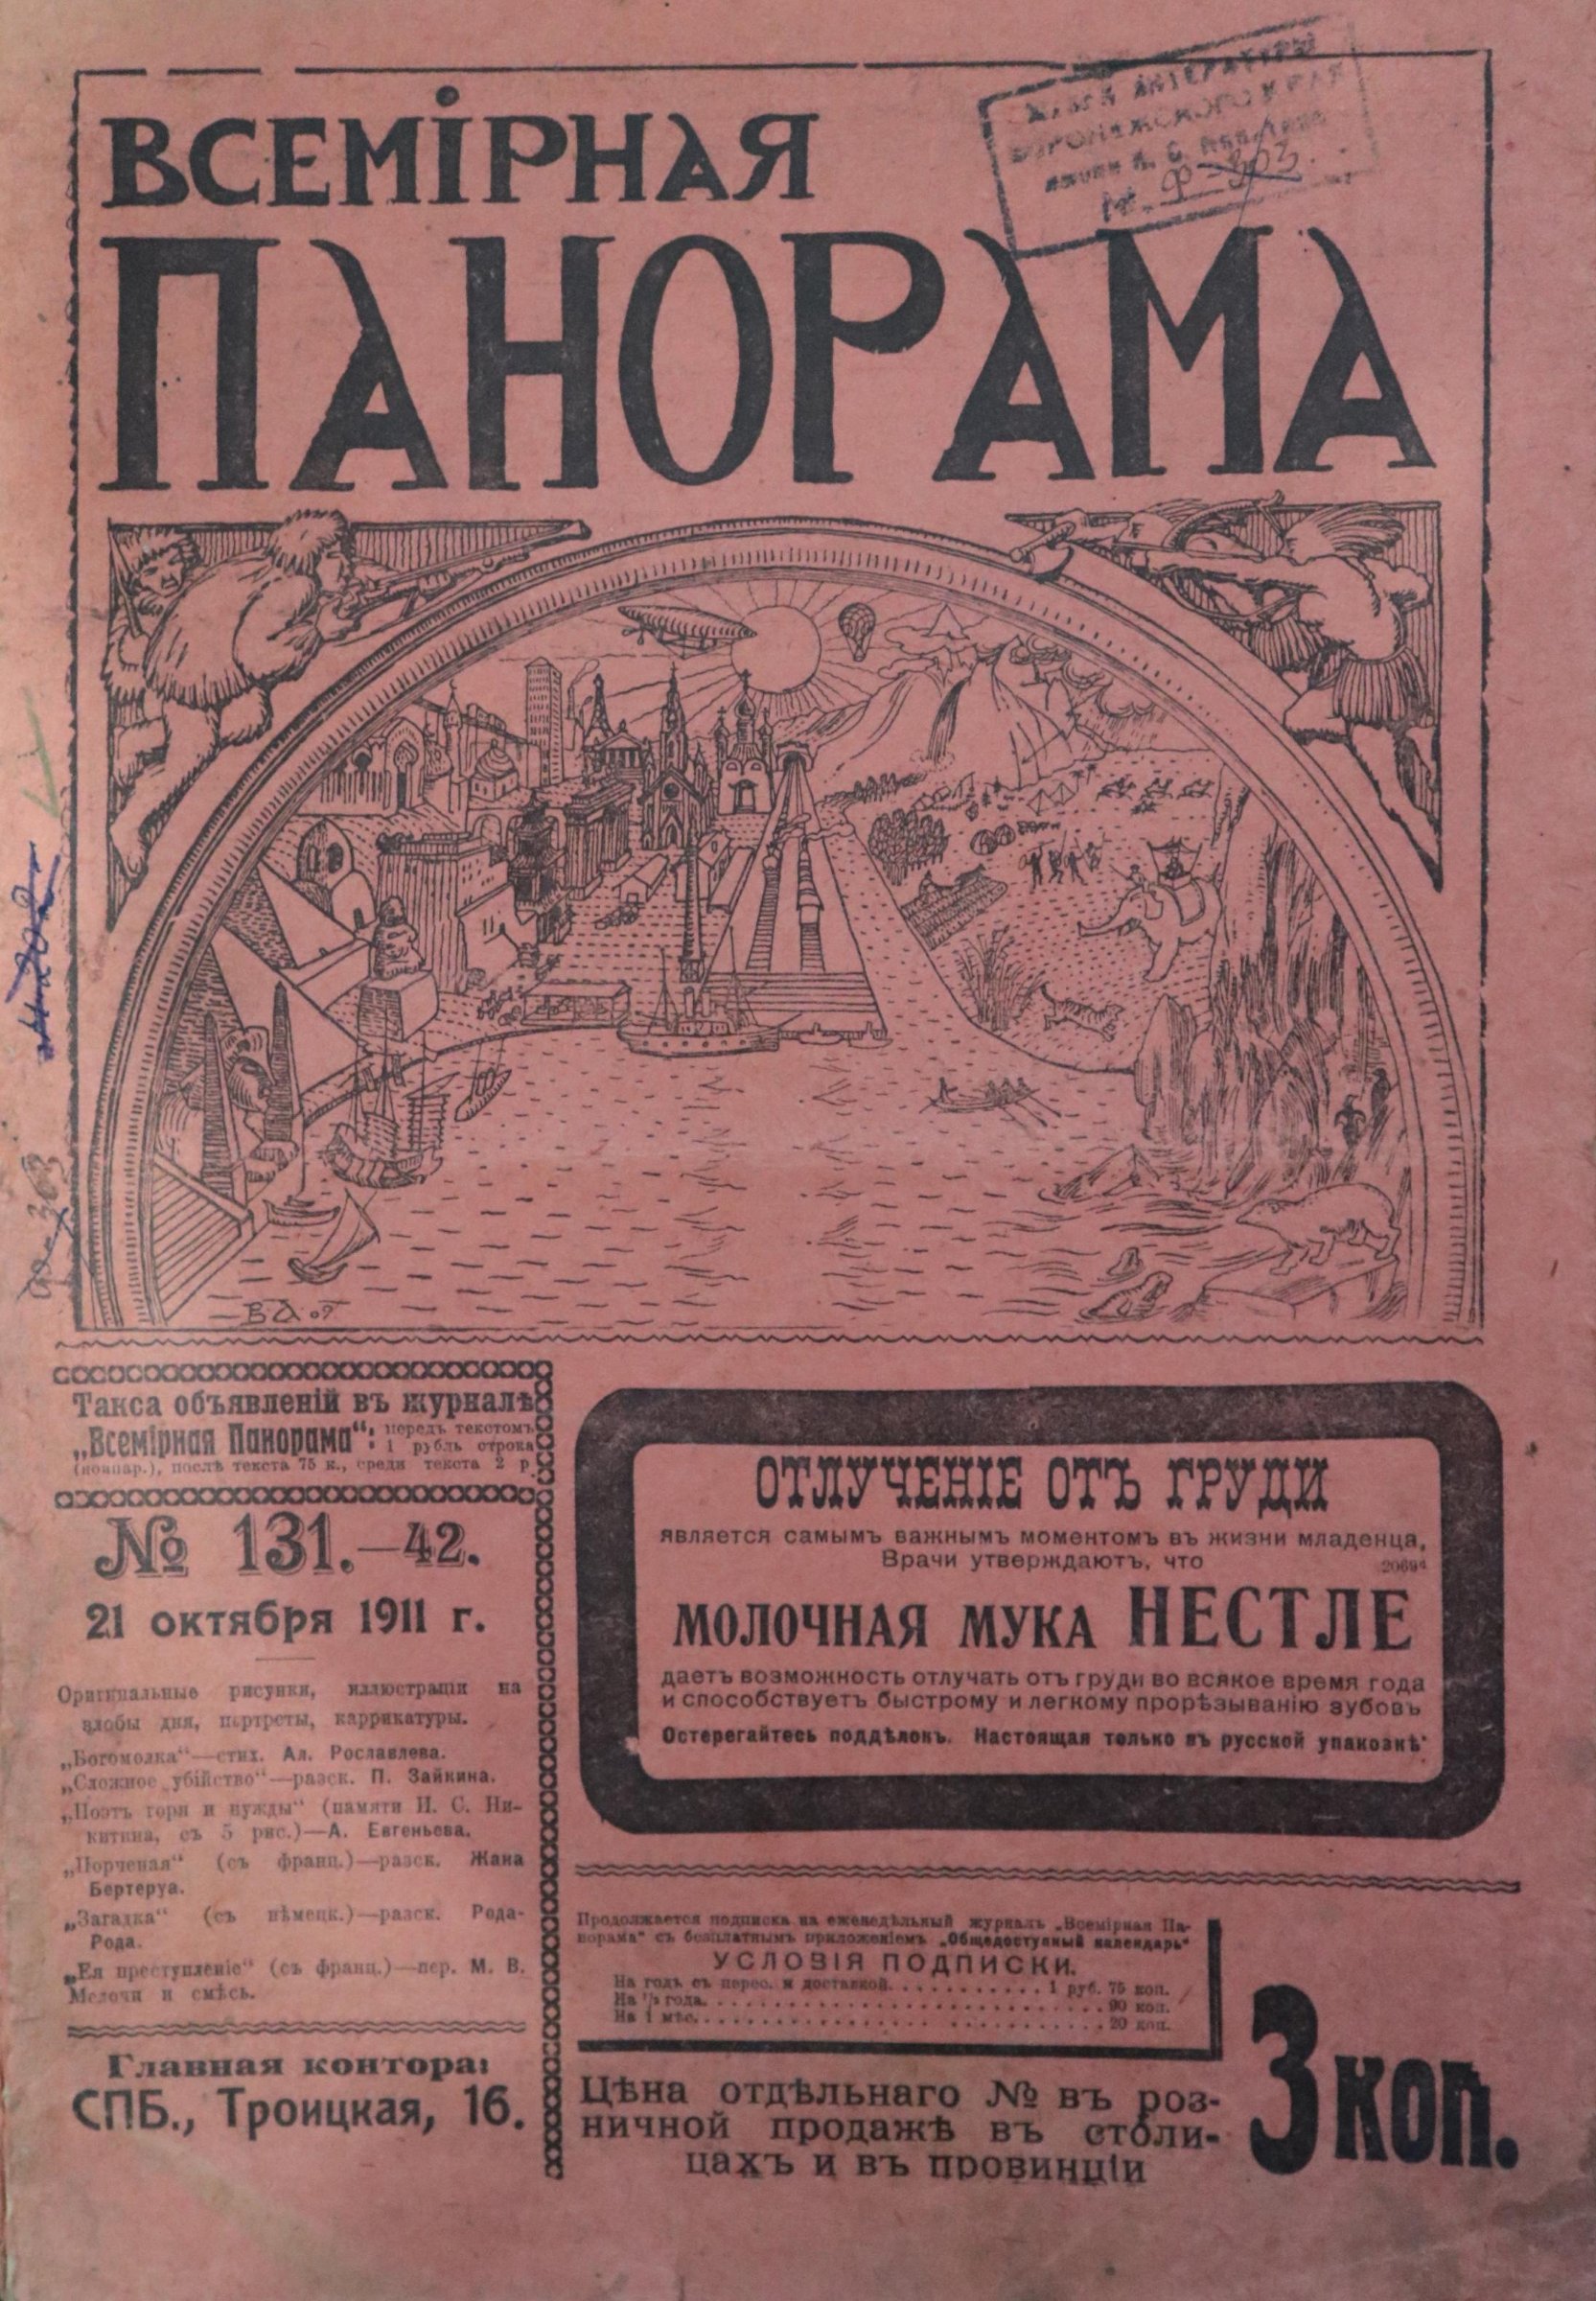 ВСЕМІРНАЯ
ПАНОРАМА
ВОРОНЕЖСКОГО КРАЯ
№. Ф-363
ВА 07
Такса объявленій въ журналѣ
„Всемірная Панорама“: передъ текстомъ
1 рубль строка
(нонпар.), послѣ текста 75 к., среди текста 2 р
№ 131.—42.
21 октября 1911 г.
Оригинальные рисунки, иллюстраціи на
злобы дня, портреты, каррикатуры.
„Богомолка“—стих. Ал. Рославлева.
„Сложное убійство“—разск. П. Зайкина.
„Поэтъ горя и нужды“ (памяти И. С. Ни-
китина, съ 5 рис.)—А. Евгеньева.
„Порченая“ (съ франц.)—разск. Жана
Бертеруа.
„Загадка“ (съ нѣмецк.)—разск. Рода-
Рода.
„Ея преступленіе“ (съ франц.)—пер. М. В.
Мелочи и смѣсь.
Главная контора:
СПБ., Троицкая, 16.
ОТЛУЧЕНІЕ ОТЪ ГРУДИ
является самымъ важнымъ моментомъ въ жизни младенца,
Врачи утверждаютъ, что
20694
МОЛОЧНАЯ МУКА НЕСТЛЕ
даетъ возможность отлучать отъ груди во всякое время года
и способствуетъ быстрому и легкому прорѣзыванію зубовъ
Остерегайтесь поддѣлокъ. Настоящая только въ русской упаковкѣ
Продолжается подписка на еженедѣльный журналъ „Всемірная Па-
норама“ съ безплатнымъ приложеніемъ „Общедоступный календарь“
УСЛОВІЯ ПОДПИСКИ.
На годъ съ перес. и доставкой. . . . . . . . . . . 1 руб. 75 коп.
На ½ года. . . . . . . . . . . . . . . . . . . . . . 90 коп.
На 1 мѣс. . . . . . . . . . . . . . . . . . . . . . 20 коп.
Цѣна отдѣльнаго № въ роз-
ничной продажѣ въ столи-
цахъ и въ провинціи
3 коп.